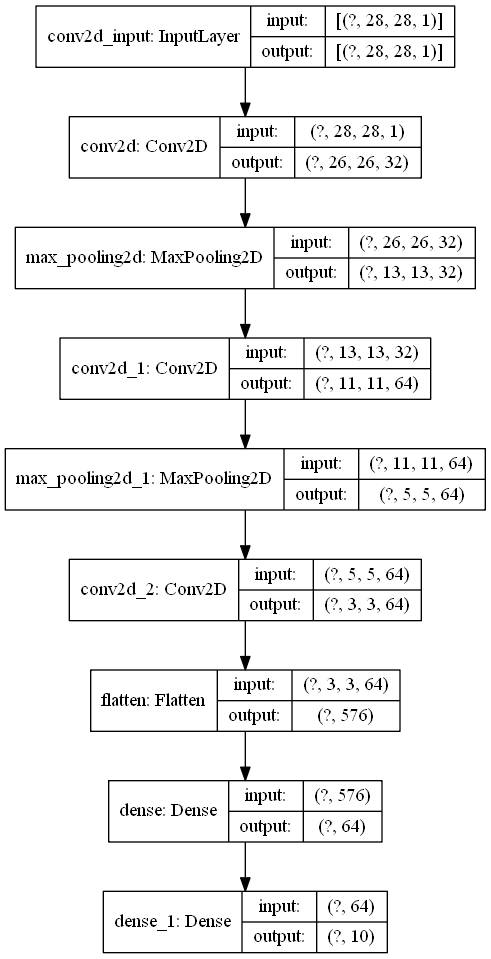 conv2d_input: InputLayer
input:
[(?, 28, 28, 1)]
output:
[(?, 28, 28, 1)]
conv2d: Conv2D
input:
(?, 28, 28, 1)
output:
(?, 26, 26, 32)
max_pooling2d: MaxPooling2D
input:
(?, 26, 26, 32)
output:
(?, 13, 13, 32)
conv2d_1: Conv2D
input:
(?, 13, 13, 32)
output:
(?, 11, 11, 64)
max_pooling2d_1: MaxPooling2D
input:
(?, 11, 11, 64)
output:
(?, 5, 5, 64)
conv2d_2: Conv2D
input:
(?, 5, 5, 64)
output:
(?, 3, 3, 64)
flatten: Flatten
input:
(?, 3, 3, 64)
output:
(?, 576)
dense: Dense
input:
(?, 576)
output:
(?, 64)
dense_1: Dense
input:
(?, 64)
output:
(?, 10)